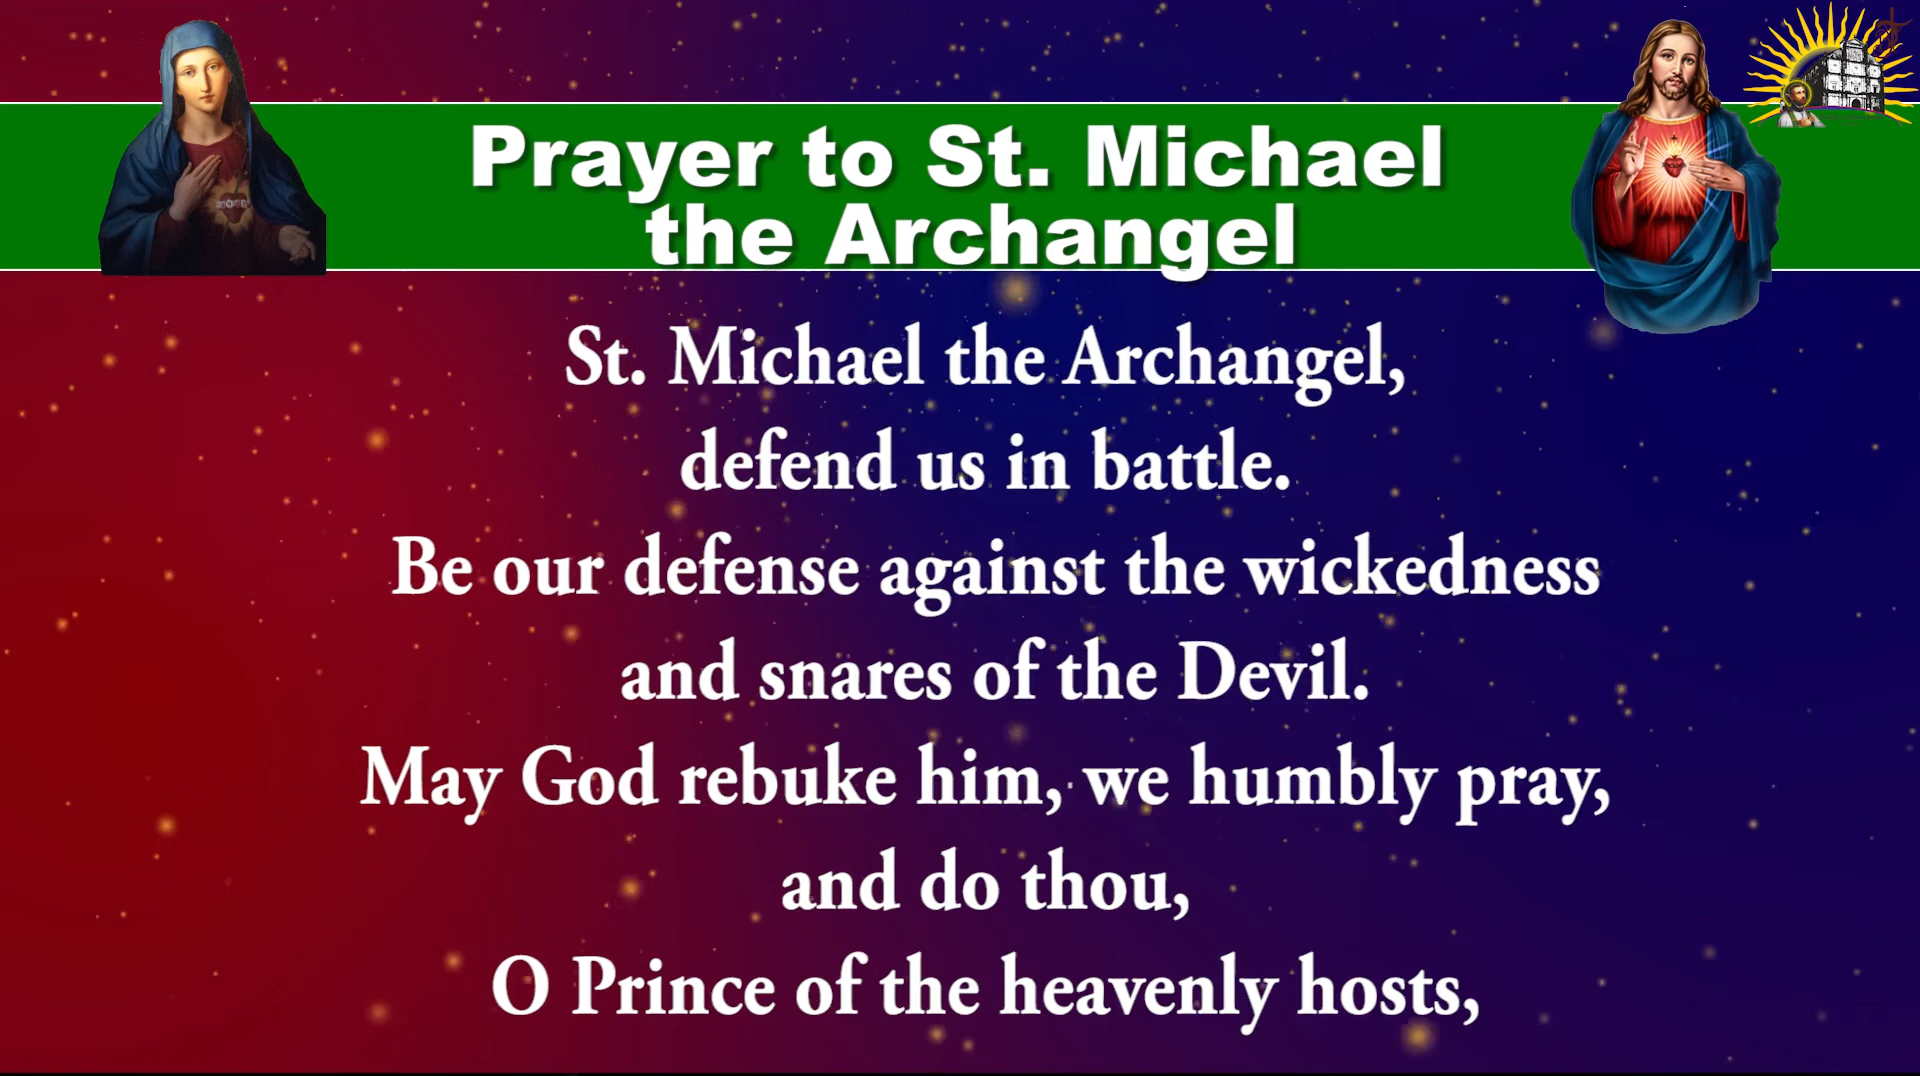 Prayer to St. Michael
the Archangel
St. Michael the Archangel,
defend us in battle.
Be our defense against the wickedness
and snares of the Devil.
May God rebuke him, we humbly pray,
and do thou,
O Prince of the heavenly hosts,